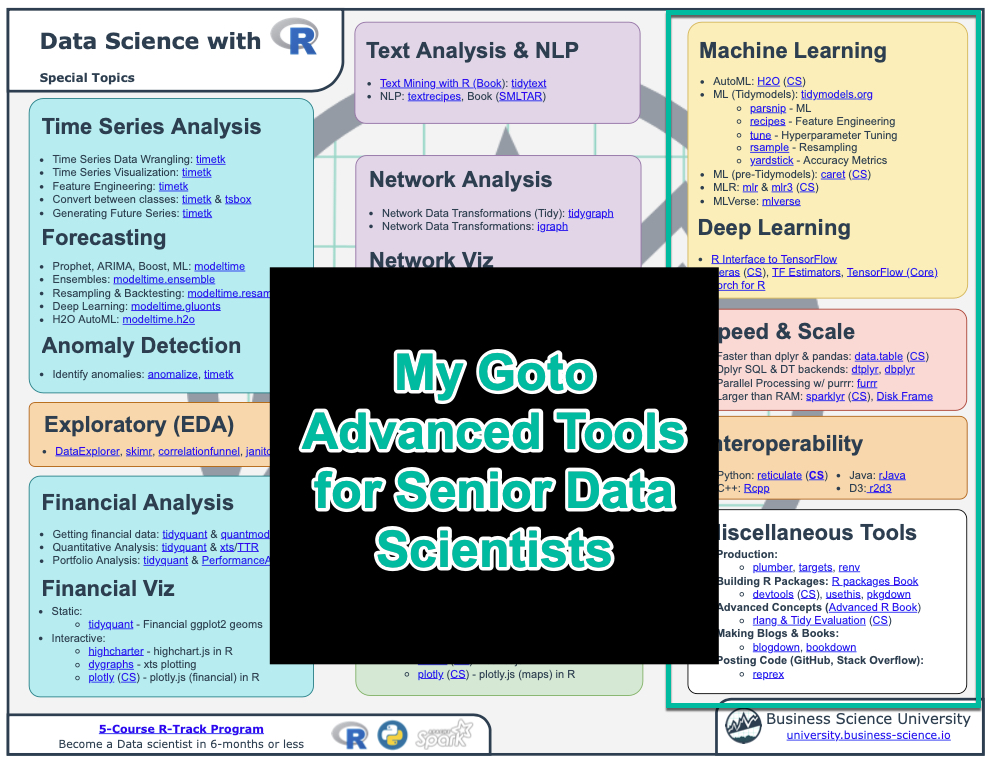 Data Science with R
Special Topics
Time Series Analysis
• Time Series Data Wrangling: timetk
• Time Series Visualization: timetk
• Feature Engineering: timetk
• Convert between classes: timetk & tsbox
• Generating Future Series: timetk
Forecasting
• Prophet, ARIMA, Boost, ML: modeltime
• Ensembles: modeltime.ensemble
• Resampling & Backtesting: modeltime.resam
• Deep Learning: modeltime.gluonts
• H2O AutoML: modeltime.h2o
Anomaly Detection
• Identify anomalies: anomalize, timetk
Exploratory (EDA)
• DataExplorer, skimr, correlationfunnel, janito
Financial Analysis
• Getting financial data: tidyquant & quantmod
• Quantitative Analysis: tidyquant & xts/TTR
• Portfolio Analysis: tidyquant & PerformanceA
Financial Viz
• Static:
tidyquant - Financial ggplot2 geoms
• Interactive:
highcharter - highchart.js in R
dygraphs - xts plotting
plotly (CS) - plotly.js (financial) in R
5-Course R-Track Program
Become a Data scientist in 6-months or less
R
Spark
Text Analysis & NLP
• Text Mining with R (Book): tidytext
• NLP: textrecipes, Book (SMLTAR)
Network Analysis
• Network Data Transformations (Tidy): tidygraph
• Network Data Transformations: igraph
Network Viz
My Goto
Advanced Tools
for Senior Data
Scientists
plotly (CS) - plotly.js (maps) in R
Machine Learning
• AutoML: H2O (CS)
• ML (Tidymodels): tidymodels.org
parsnip - ML
recipes - Feature Engineering
tune - Hyperparameter Tuning
rsample - Resampling
yardstick - Accuracy Metrics
• ML (pre-Tidymodels): caret (CS)
• MLR: mlr & mlr3 (CS)
• MLVerse: mlverse
Deep Learning
• R Interface to TensorFlow
eras (CS), TF Estimators, TensorFlow (Core)
orch for R
peed & Scale
Faster than dplyr & pandas: data.table (CS)
Dplyr SQL & DT backends: dtplyr, dbplyr
Parallel Processing w/ purrr: furrr
Larger than RAM: sparklyr (CS), Disk Frame
nteroperability
Python: reticulate (CS) • Java: rJava
C++: Rcpp • D3: r2d3
iscellaneous Tools
Production:
plumber, targets, renv
Building R Packages: R packages Book
devtools (CS), usethis, pkgdown
Advanced Concepts (Advanced R Book)
rlang & Tidy Evaluation (CS)
Making Blogs & Books:
blogdown, bookdown
Posting Code (GitHub, Stack Overflow):
reprex
Business Science University
university.business-science.io